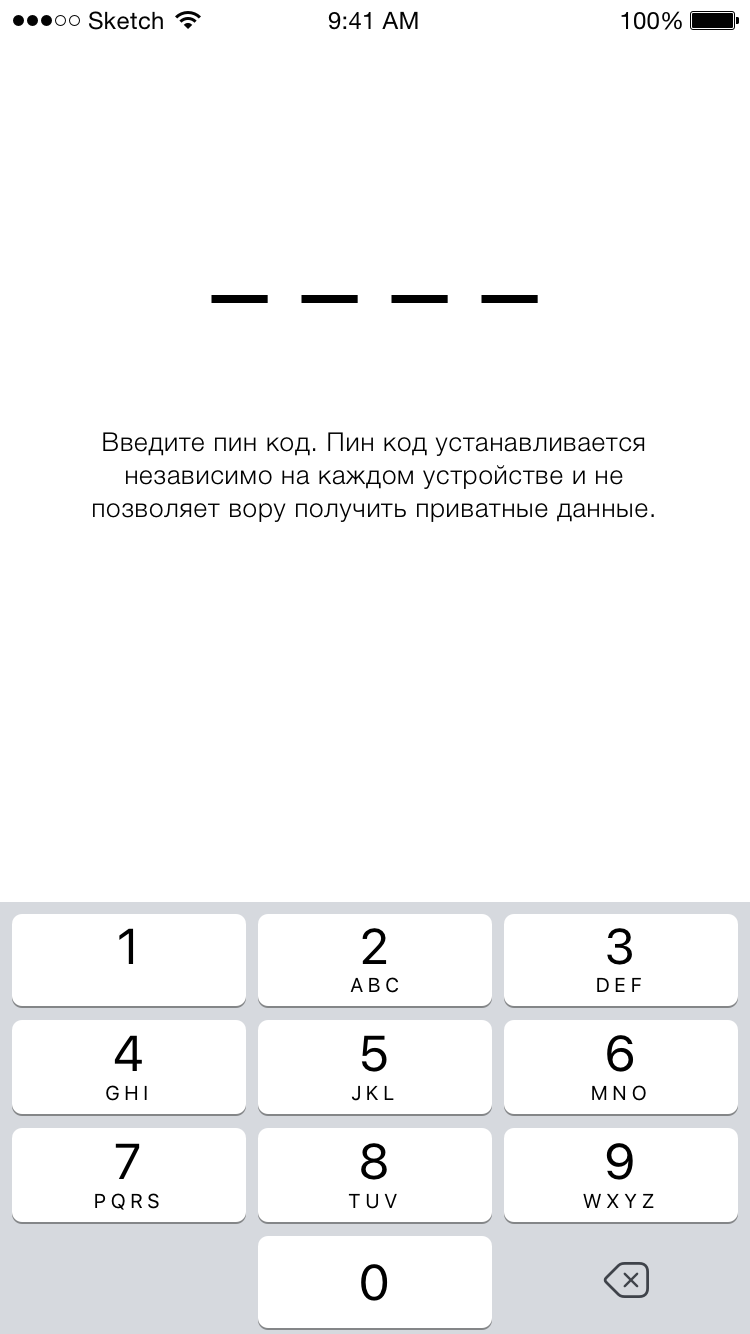 Sketch 9:41 AM 100%
Введите пин код. Пин код устанавливается
независимо на каждом устройстве и не
позволяет вору получить приватные данные.
1 2 3
ABC DEF
4 5 6
GHI JKL MNO
7 8 9
PQRS TUV WXYZ
0